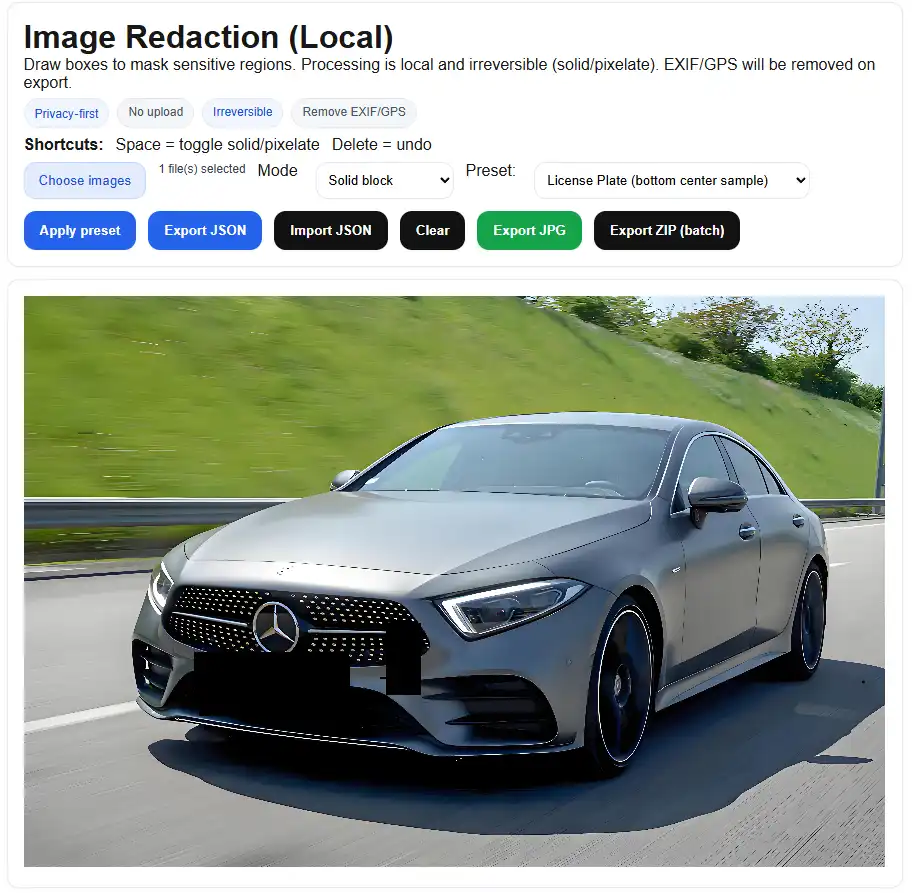 Image Redaction (Local)
Draw boxes to mask sensitive regions. Processing is local and irreversible (solid/pixelate). EXIF/GPS will be removed on
export.
Privacy-first No upload Irreversible Remove EXIF/GPS
Shortcuts: Space = toggle solid/pixelate Delete = undo
Choose images 1 file(s) selected Mode Solid block Preset: License Plate (bottom center sample)
Apply preset Export JSON Import JSON Clear Export JPG Export ZIP (batch)